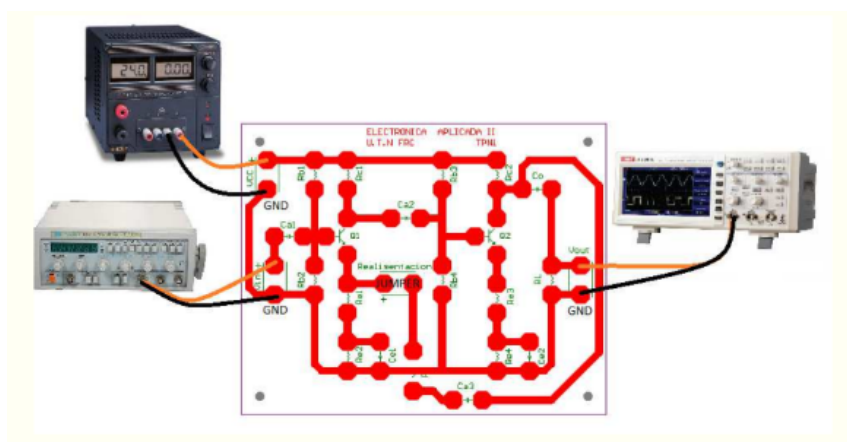 24.0 0.00
ELECTRONICA APLICADA II
U.T.N FRC TPN1
VCC
+
Rb1
Rc1
Rb3
Rc2
Co
GND
Ca1
Ca2
Q1
Q2
Vin
Rb2
Realimentacion
JUMPER
+
Rb4
Vout
RL
GND
Re1
Re3
GND
Re2
Ce1
Re4
Ce2
Ca3